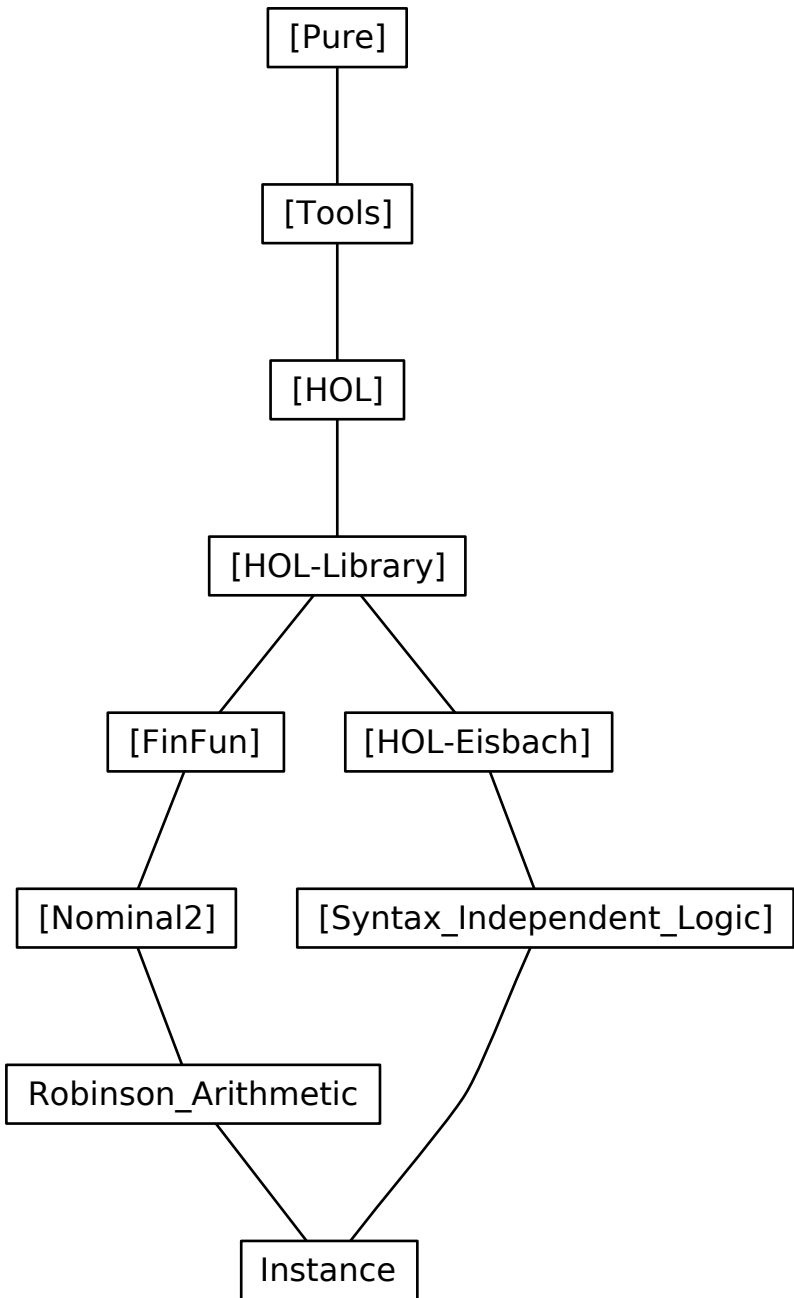 [Pure]
[Tools]
[HOL]
[HOL-Library]
[FinFun]
[HOL-Eisbach]
[Nominal2]
[Syntax_Independent_Logic]
Robinson_Arithmetic
Instance